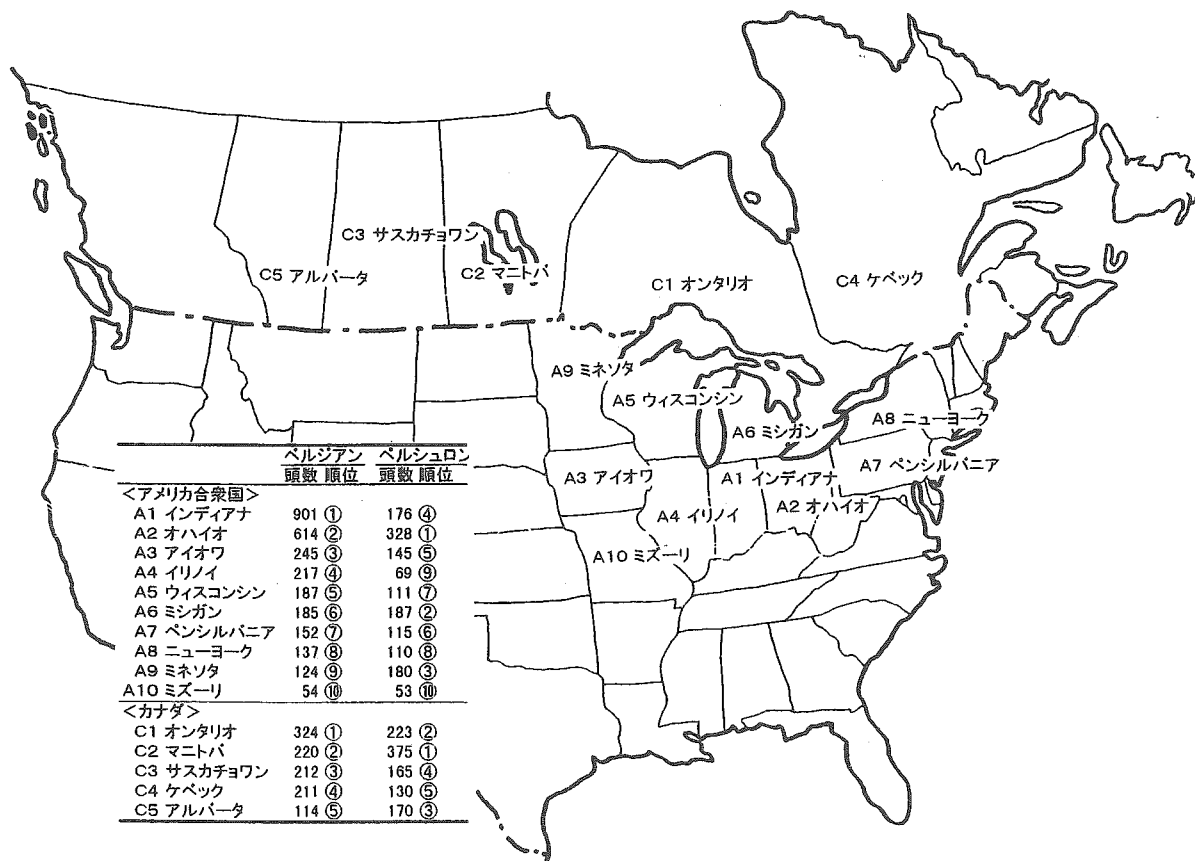 C3 サスカチョワン
C5 アルバータ
C2 マニトバ
C1 オンタリオ
C4 ケベック
A9 ミネソタ
A5 ウィスコンシン
A6 ミシガン
A8 ニューヨーク
A7 ペンシルバニア
A3 アイオワ
A1 インディアナ
A4 イリノイ
A2 オハイオ
A10 ミズーリ
ベルジアン ペルシュロン
頭数 順位 頭数 順位
<アメリカ合衆国>
A1 インディアナ 901 ① 176 ④
A2 オハイオ 614 ② 328 ①
A3 アイオワ 245 ③ 145 ⑤
A4 イリノイ 217 ④ 69 ⑨
A5 ウィスコンシン 187 ⑤ 111 ⑦
A6 ミシガン 185 ⑥ 187 ②
A7 ペンシルバニア 152 ⑦ 115 ⑥
A8 ニューヨーク 137 ⑧ 110 ⑧
A9 ミネソタ 124 ⑨ 180 ③
A10 ミズーリ 54 ⑩ 53 ⑩
<カナダ>
C1 オンタリオ 324 ① 223 ②
C2 マニトバ 220 ② 375 ①
C3 サスカチョワン 212 ③ 165 ④
C4 ケベック 211 ④ 130 ⑤
C5 アルバータ 114 ⑤ 170 ③